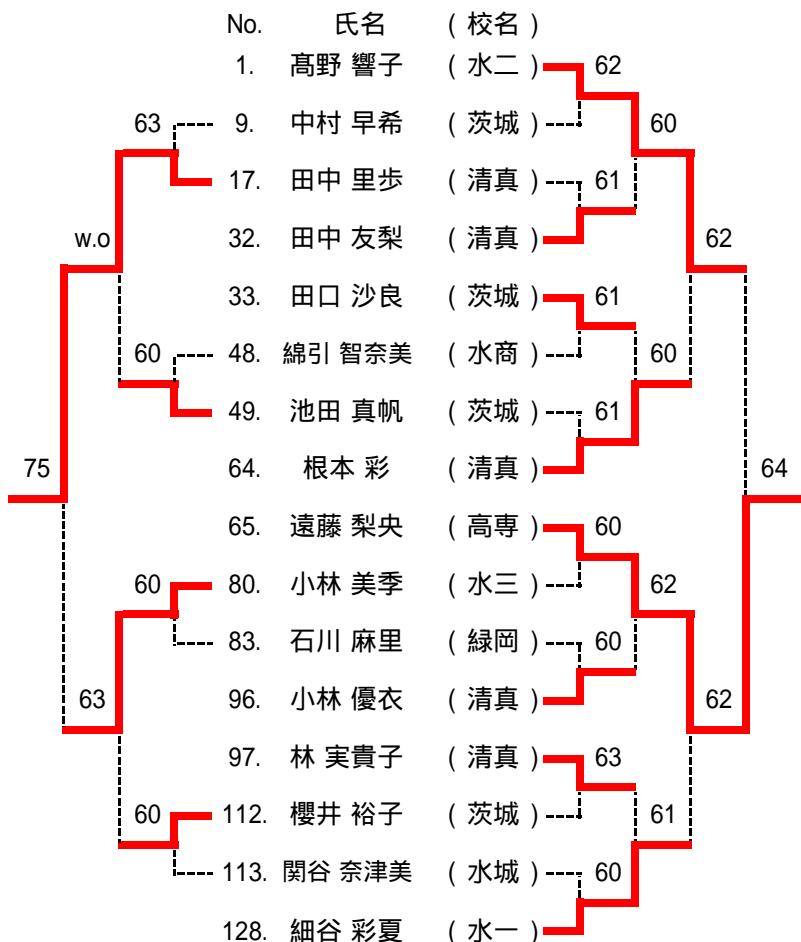 No. 氏名 (校名)
1. 髙野 響子 (水二) 62
63 9. 中村 早希 (茨城) 60
17. 田中 里歩 (清真) 61
w.o 32. 田中 友梨 (清真) 62
33. 田口 沙良 (茨城) 61
60 48. 綿引 智奈美 (水商) 60
49. 池田 真帆 (茨城) 61
75 64. 根本 彩 (清真) 64
65. 遠藤 梨央 (高専) 60
60 80. 小林 美季 (水三) 62
83. 石川 麻里 (緑岡) 60
63 96. 小林 優衣 (清真) 62
97. 林 実貴子 (清真) 63
60 112. 櫻井 裕子 (茨城) 61
113. 関谷 奈津美 (水城) 60
128. 細谷 彩夏 (水一)